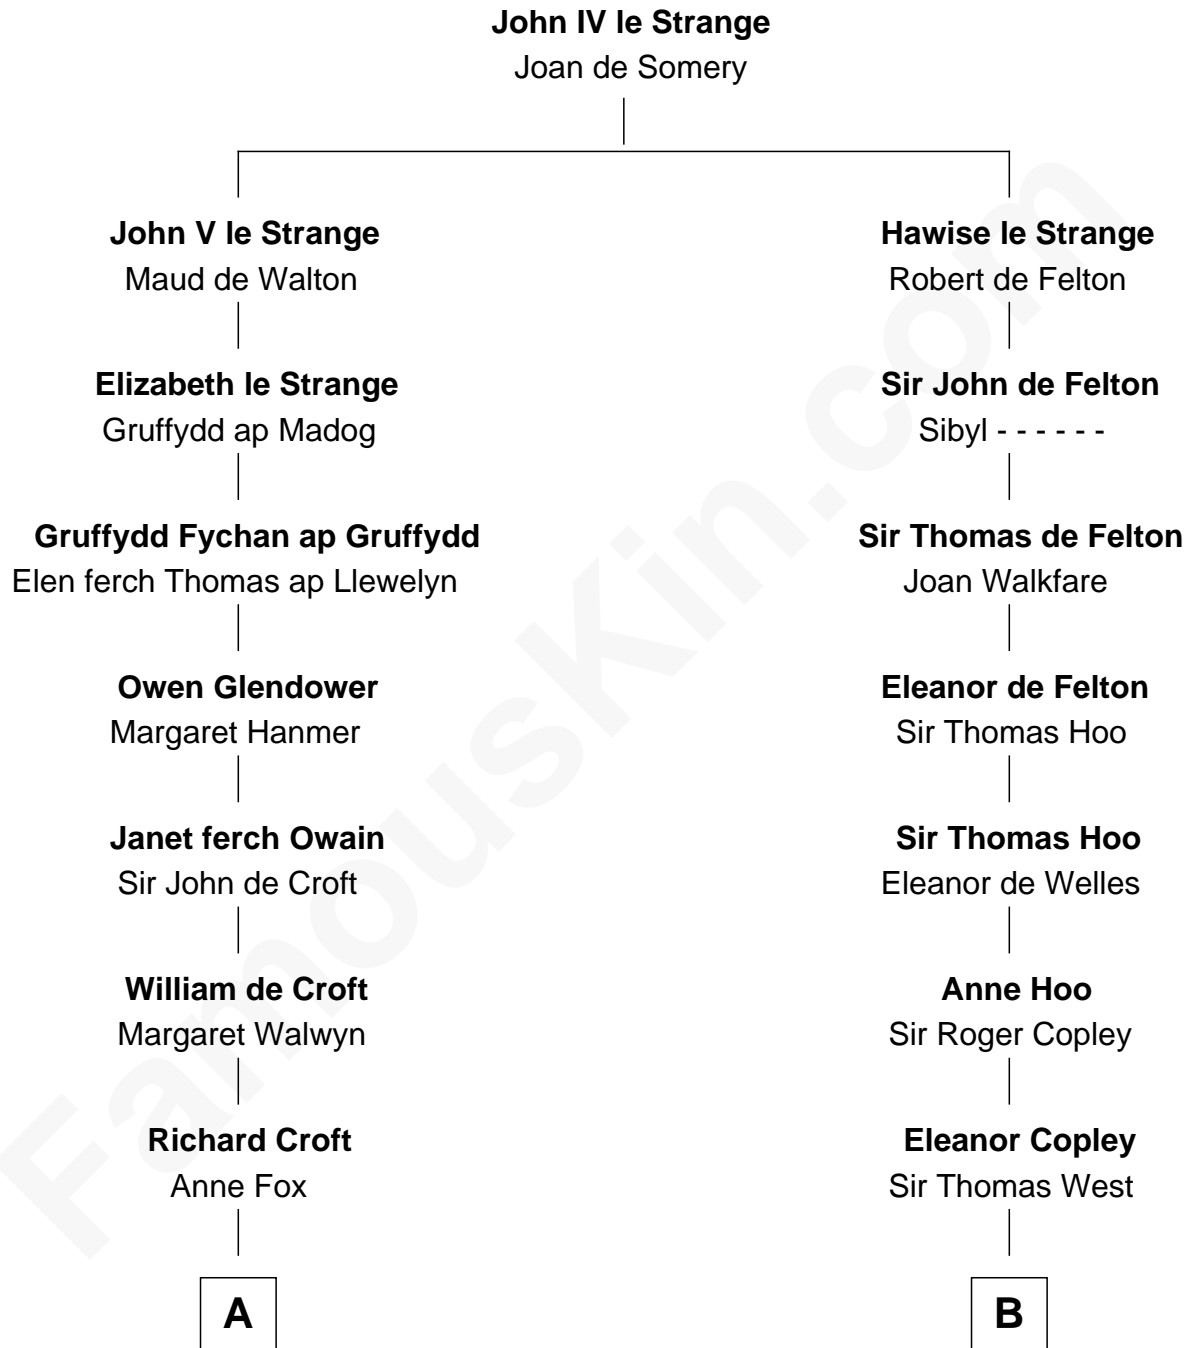 John IV le Strange
Joan de Somery
John V le Strange
Maud de Walton
Hawise le Strange
Robert de Felton
Elizabeth le Strange
Gruffydd ap Madog
Sir John de Felton
Sibyl - - - - - -
Gruffydd Fychan ap Gruffydd
Elen ferch Thomas ap Llewelyn
Sir Thomas de Felton
Joan Walkfare
Owen Glendower
Margaret Hanmer
Eleanor de Felton
Sir Thomas Hoo
Janet ferch Owain
Sir John de Croft
Sir Thomas Hoo
Eleanor de Welles
William de Croft
Margaret Walwyn
Anne Hoo
Sir Roger Copley
Richard Croft
Anne Fox
Eleanor Copley
Sir Thomas West
A
B
FamousKin.com